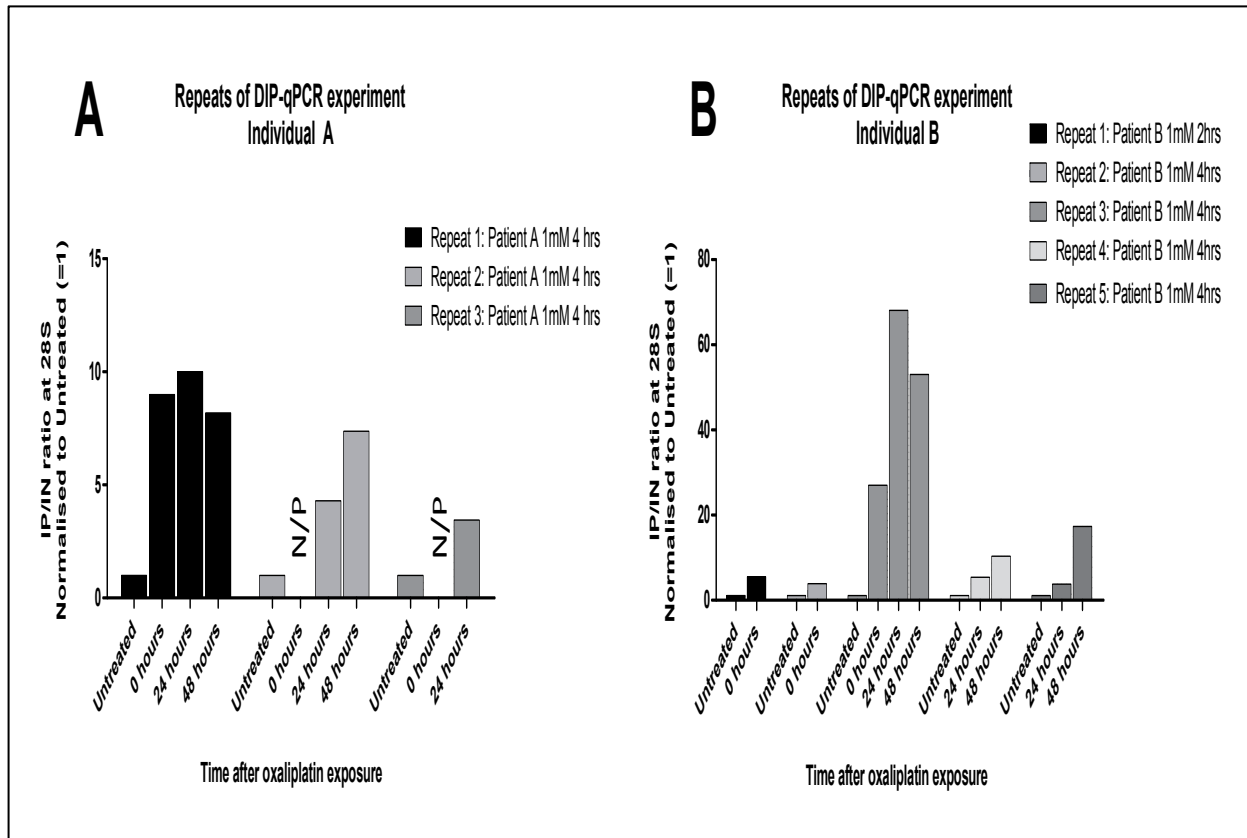 A
Repeats of DIP-qPCR experiment
Individual A
Repeat 1: Patient A 1mM 4 hrs
Repeat 2: Patient A 1mM 4 hrs
Repeat 3: Patient A 1mM 4 hrs
IP/IN ratio at 28S
Normalised to Untreated (=1)
15
10
5
0
N/P
N/P
Untreated
0 hours
24 hours
48 hours
Untreated
0 hours
24 hours
48 hours
Untreated
0 hours
24 hours
Time after oxaliplatin exposure
B
Repeats of DIP-qPCR experiment
Individual B
Repeat 1: Patient B 1mM 2hrs
Repeat 2: Patient B 1mM 4hrs
Repeat 3: Patient B 1mM 4hrs
Repeat 4: Patient B 1mM 4hrs
Repeat 5: Patient B 1mM 4hrs
IP/IN ratio at 28S
Normalised to Untreated (=1)
80
60
40
20
0
Untreated
0 hours
Untreated
0 hours
Untreated
0 hours
24 hours
48 hours
Untreated
24 hours
48 hours
Untreated
24 hours
48 hours
Time after oxaliplatin exposure